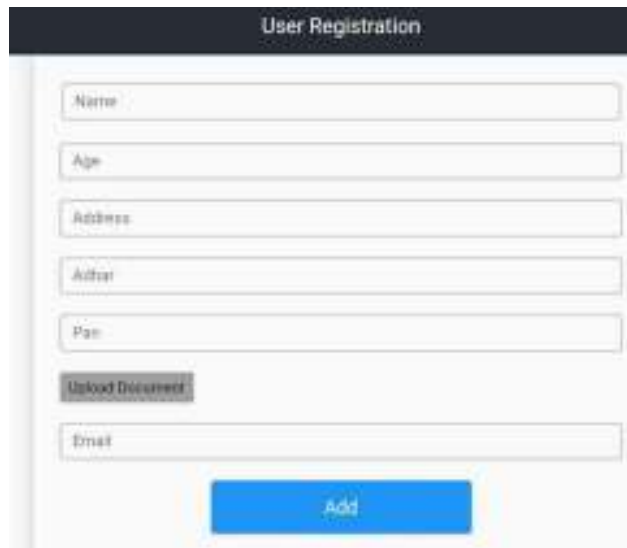 User Registration
Name
Age
Address
Adhar
Pan
Upload Document
Email
Add